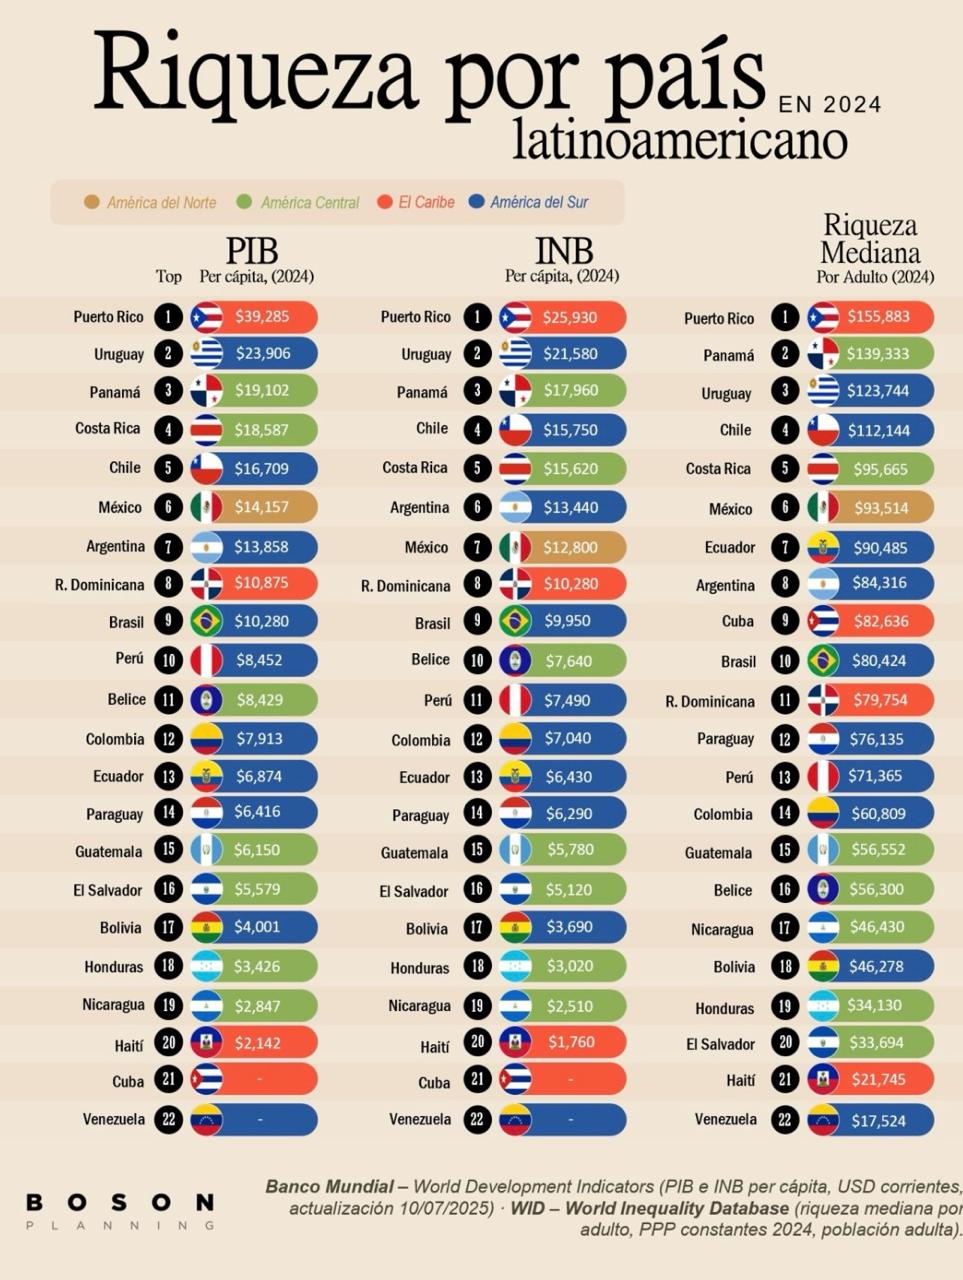 Riqueza por país EN 2024
latinoamericano
América del Norte América Central El Caribe América del Sur
PIB INB Riqueza
Mediana
Top Per cápita, (2024) Per cápita, (2024) Por Adulto (2024)
Puerto Rico 1 $39,285 Puerto Rico 1 $25,930 Puerto Rico 1 $155,883
Uruguay 2 $23,906 Uruguay 2 $21,580 Panamá 2 $139,333
Panamá 3 $19,102 Panamá 3 $17,960 Uruguay 3 $123,744
Costa Rica 4 $18,587 Chile 4 $15,750 Chile 4 $112,144
Chile 5 $16,709 Costa Rica 5 $15,620 Costa Rica 5 $95,665
México 6 $14,157 Argentina 6 $13,440 México 6 $93,514
Argentina 7 $13,858 México 7 $12,800 Ecuador 7 $90,485
R. Dominicana 8 $10,875 R. Dominicana 8 $10,280 Argentina 8 $84,316
Brasil 9 $10,280 Brasil 9 $9,950 Cuba 9 $82,636
Perú 10 $8,452 Belice 10 $7,640 Brasil 10 $80,424
Belice 11 $8,429 Perú 11 $7,490 R. Dominicana 11 $79,754
Colombia 12 $7,913 Colombia 12 $7,040 Paraguay 12 $76,135
Ecuador 13 $6,874 Ecuador 13 $6,430 Perú 13 $71,365
Paraguay 14 $6,416 Paraguay 14 $6,290 Colombia 14 $60,809
Guatemala 15 $6,150 Guatemala 15 $5,780 Guatemala 15 $56,552
El Salvador 16 $5,579 El Salvador 16 $5,120 Belice 16 $56,300
Bolivia 17 $4,001 Bolivia 17 $3,690 Nicaragua 17 $46,430
Honduras 18 $3,426 Honduras 18 $3,020 Bolivia 18 $46,278
Nicaragua 19 $2,847 Nicaragua 19 $2,510 Honduras 19 $34,130
Haití 20 $2,142 Haití 20 $1,760 El Salvador 20 $33,694
Cuba 21 - Cuba 21 - Haití 21 $21,745
Venezuela 22 - Venezuela 22 - Venezuela 22 $17,524
BOSON
PLANNING
Banco Mundial – World Development Indicators (PIB e INB per cápita, USD corrientes,
actualización 10/07/2025) · WID – World Inequality Database (riqueza mediana por
adulto, PPP constantes 2024, población adulta).